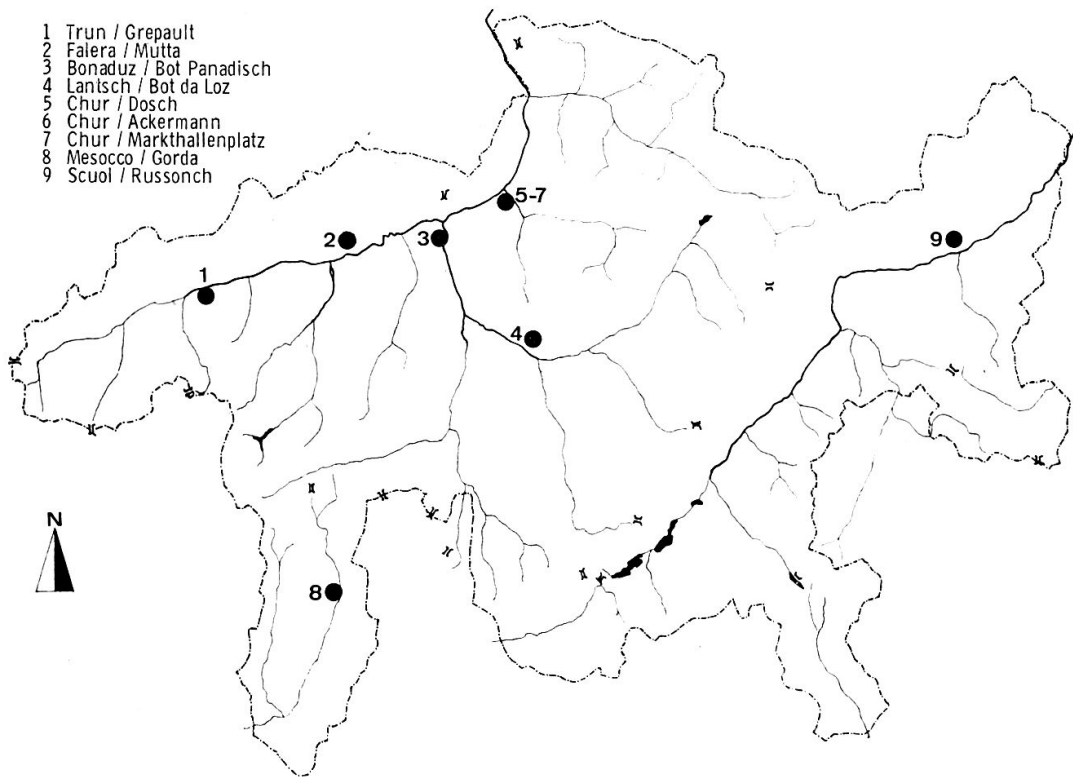 1 Trun / Grepault
2 Falera / Mutta
3 Bonaduz / Bot Panadisch
4 Lantsch / Bot da Loz
5 Chur / Dosch
6 Chur / Ackermann
7 Chur / Markthallenplatz
8 Mesocco / Gorda
9 Scuol / Russonch
5-7
2
3
9
1
4
N
8